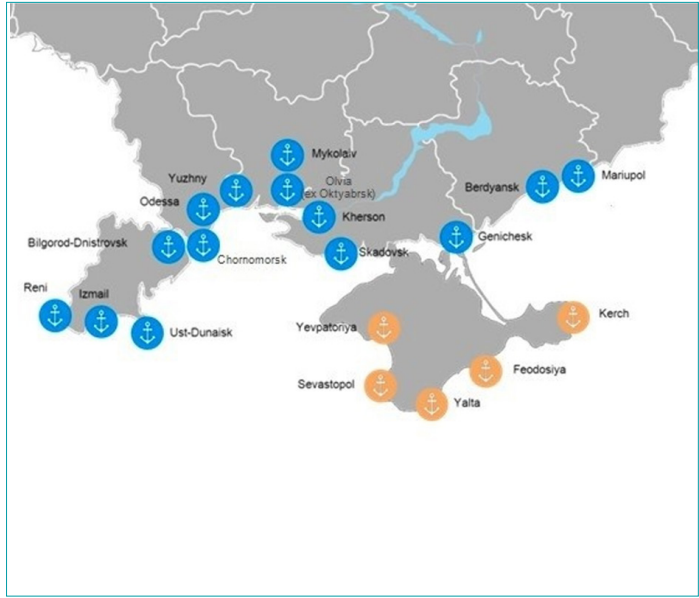 Mykolaiv
Olvia
(ex Oktyabrsk)
Yuzhny
Odessa
Kherson
Bilgorod-Dnistrovsk
Chornomorsk
Skadovsk
Genichesk
Berdyansk
Mariupol
Reni
Izmail
Ust-Dunaisk
Yevpatoriya
Kerch
Sevastopol
Feodosiya
Yalta